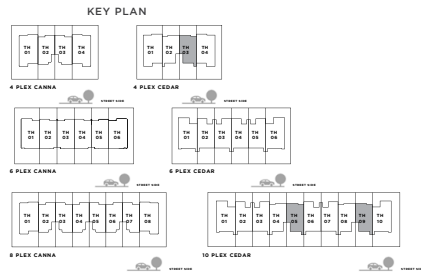 KEY PLAN
TH 01 TH 02 TH 03 TH 04
TH 01 TH 02 TH 03 TH 04
4 PLEX CANNA
4 PLEX CEDAR
STREET SIDE
STREET SIDE
TH 01 TH 02 TH 03 TH 04 TH 05 TH 06
TH 01 TH 02 TH 03 TH 04 TH 05 TH 06
6 PLEX CANNA
6 PLEX CEDAR
STREET SIDE
STREET SIDE
TH 01 TH 02 TH 03 TH 04 TH 05 TH 06 TH 07 TH 08
TH 01 TH 02 TH 03 TH 04 TH 05 TH 06 TH 07 TH 08 TH 09 TH 10
8 PLEX CANNA
10 PLEX CEDAR
STREET SIDE
STREET SIDE